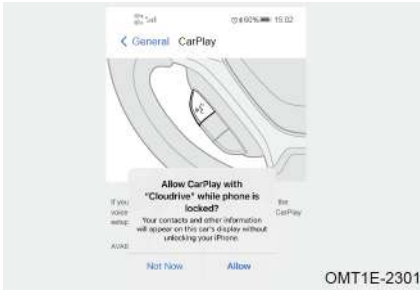 60% 15:02
General CarPlay
Allow CarPlay with
"Cloudrive" while phone is
locked?
Your contacts and other information
will appear on this car's display without
unlocking your iPhone.
If you
the
voice
CarPlay
setup
AVAI
Not Now Allow
OMT1E-2301